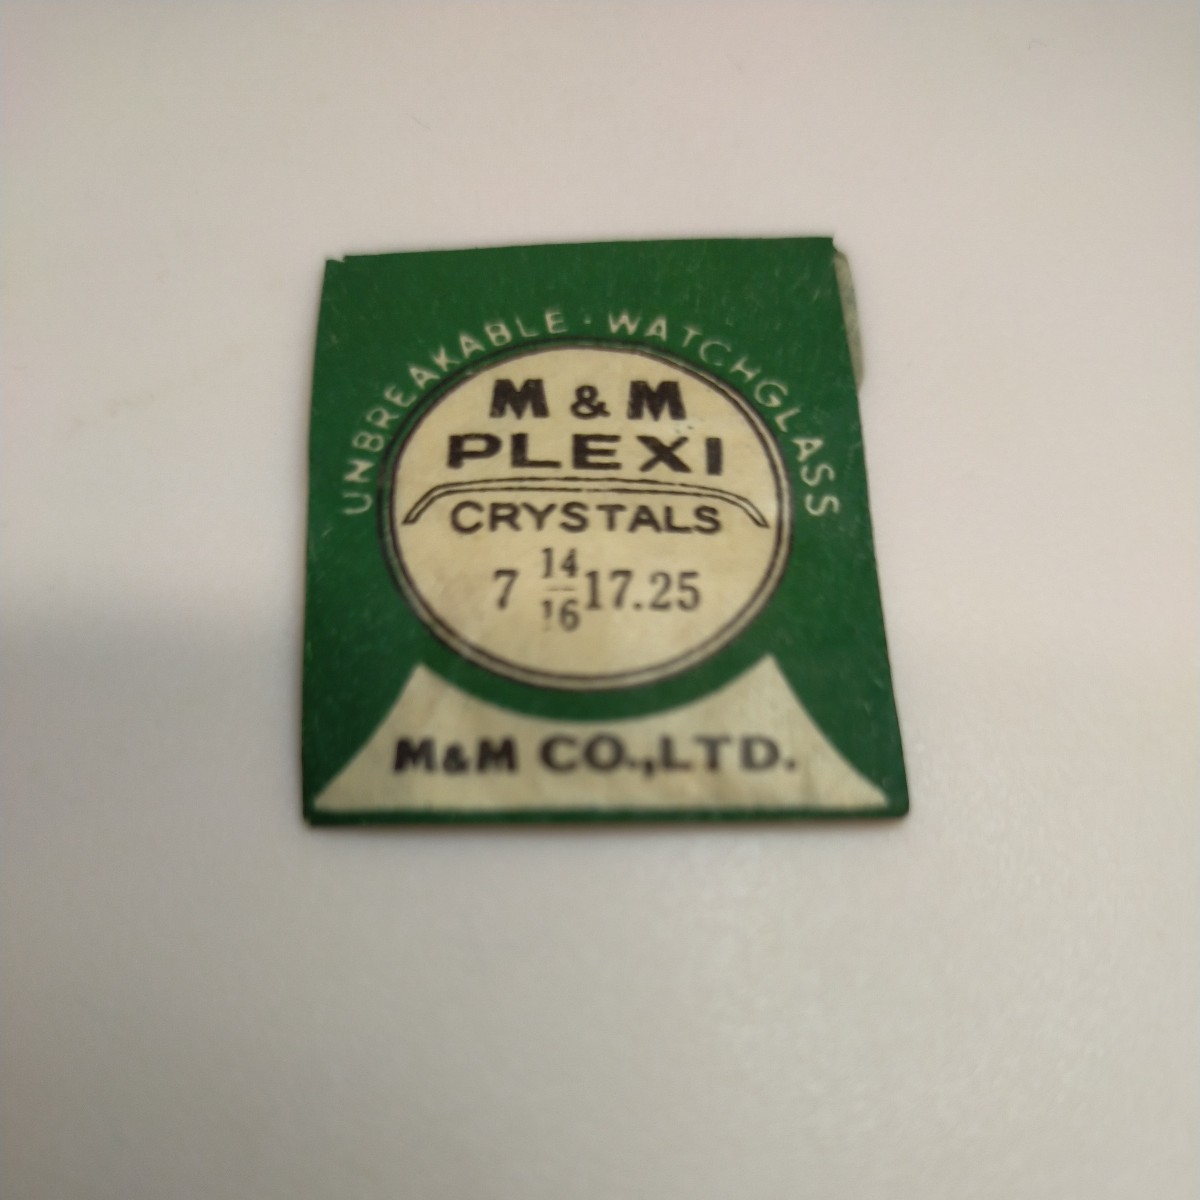 UNBREAKABLE · WATCHGLASS
M & M
PLEXI
CRYSTALS
7 14/16 17.25
M&M CO.,LTD.